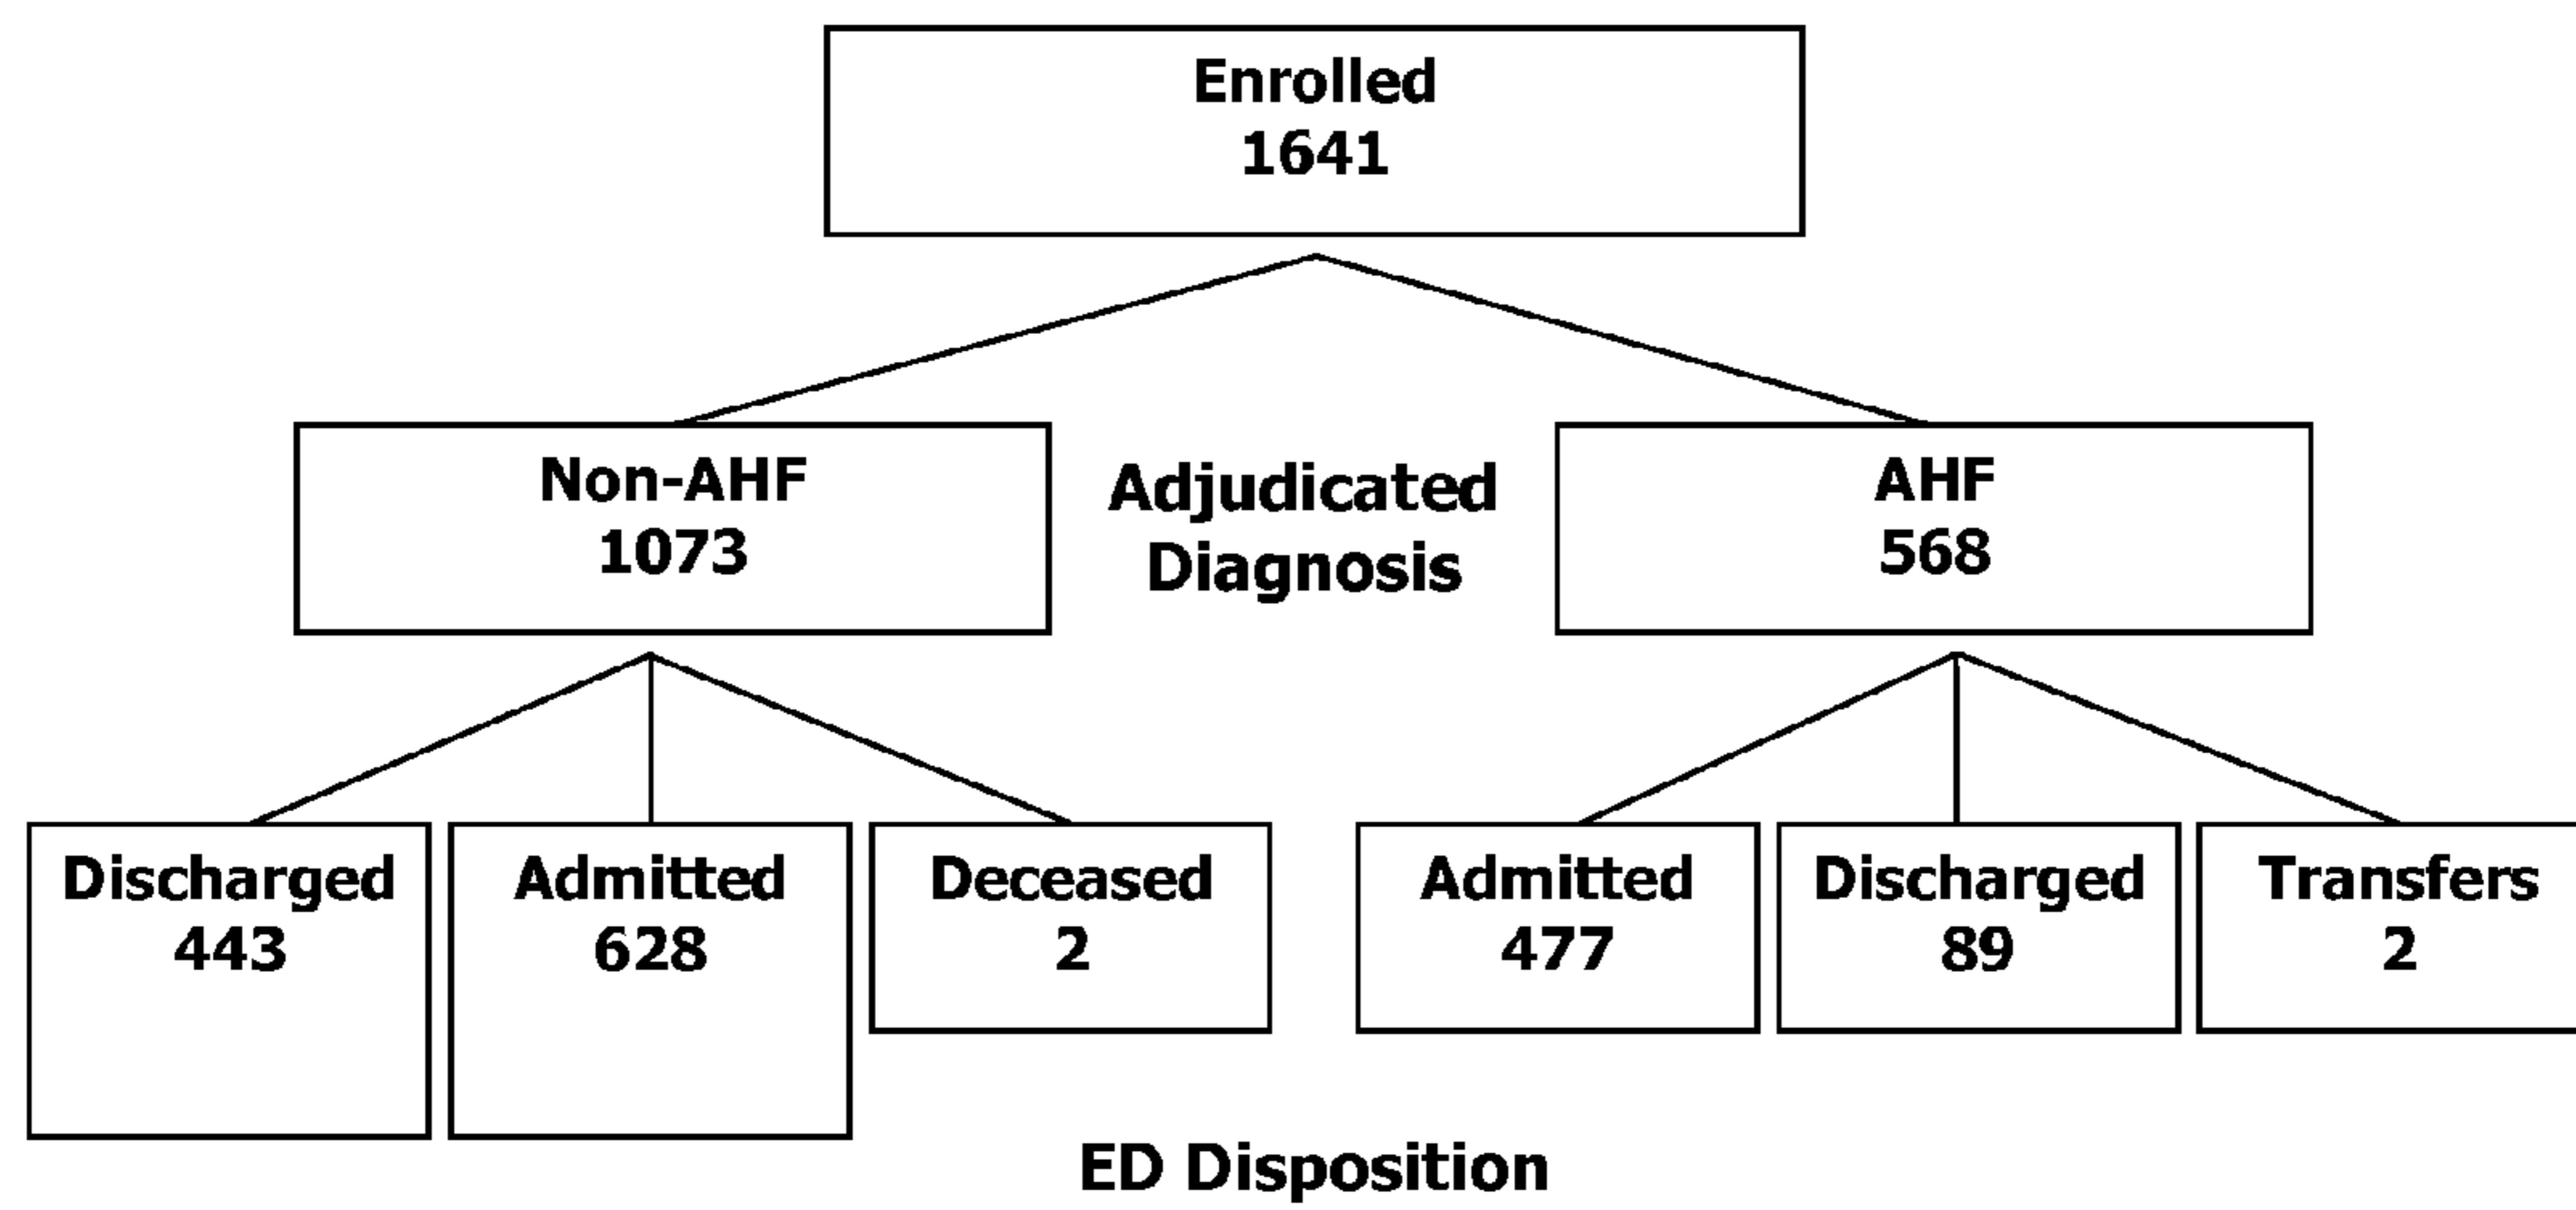 Enrolled
1641
Non-AHF
1073
Adjudicated
Diagnosis
AHF
568
Discharged
443
Admitted
628
Deceased
2
Admitted
477
Discharged
89
Transfers
2
ED Disposition